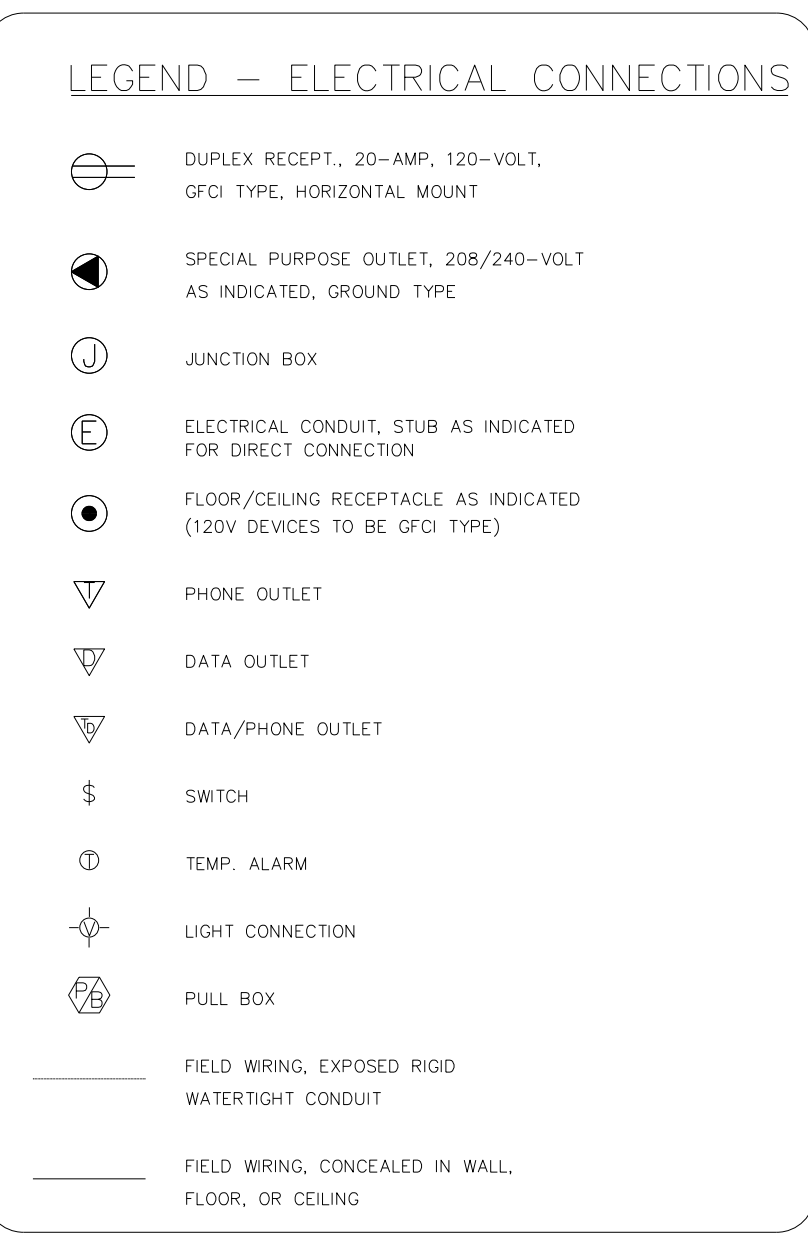 LEGEND – ELECTRICAL CONNECTIONS
DUPLEX RECEPT., 20–AMP, 120–VOLT,
GFCI TYPE, HORIZONTAL MOUNT
SPECIAL PURPOSE OUTLET, 208/240–VOLT
AS INDICATED, GROUND TYPE
J JUNCTION BOX
E ELECTRICAL CONDUIT, STUB AS INDICATED
FOR DIRECT CONNECTION
FLOOR/CEILING RECEPTACLE AS INDICATED
(120V DEVICES TO BE GFCI TYPE)
T PHONE OUTLET
D DATA OUTLET
TD DATA/PHONE OUTLET
$ SWITCH
T TEMP. ALARM
V LIGHT CONNECTION
P/B PULL BOX
FIELD WIRING, EXPOSED RIGID
WATERTIGHT CONDUIT
FIELD WIRING, CONCEALED IN WALL,
FLOOR, OR CEILING